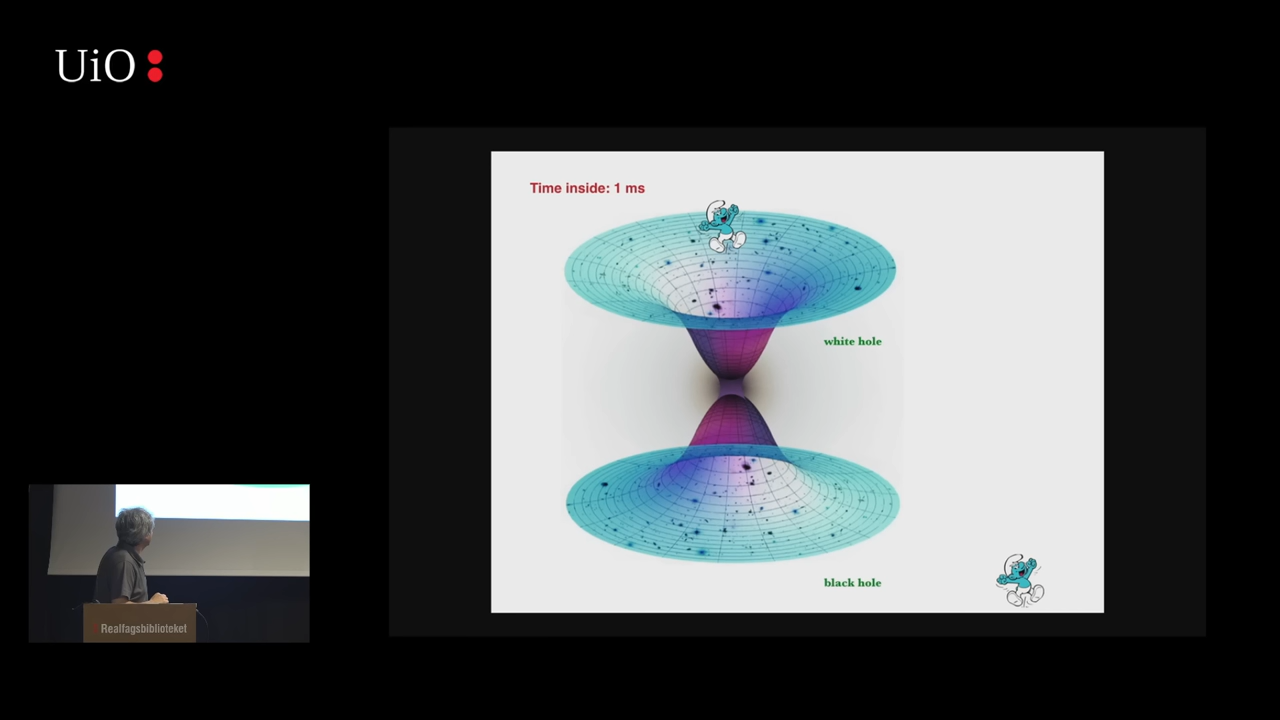 UiO:
Time inside: 1 ms
white hole
black hole
Realfagsbiblioteket